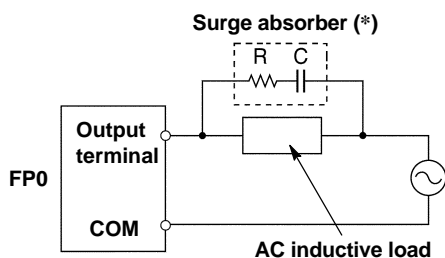 Surge absorber (*)
R C
Output
terminal
FP0
COM
AC inductive load